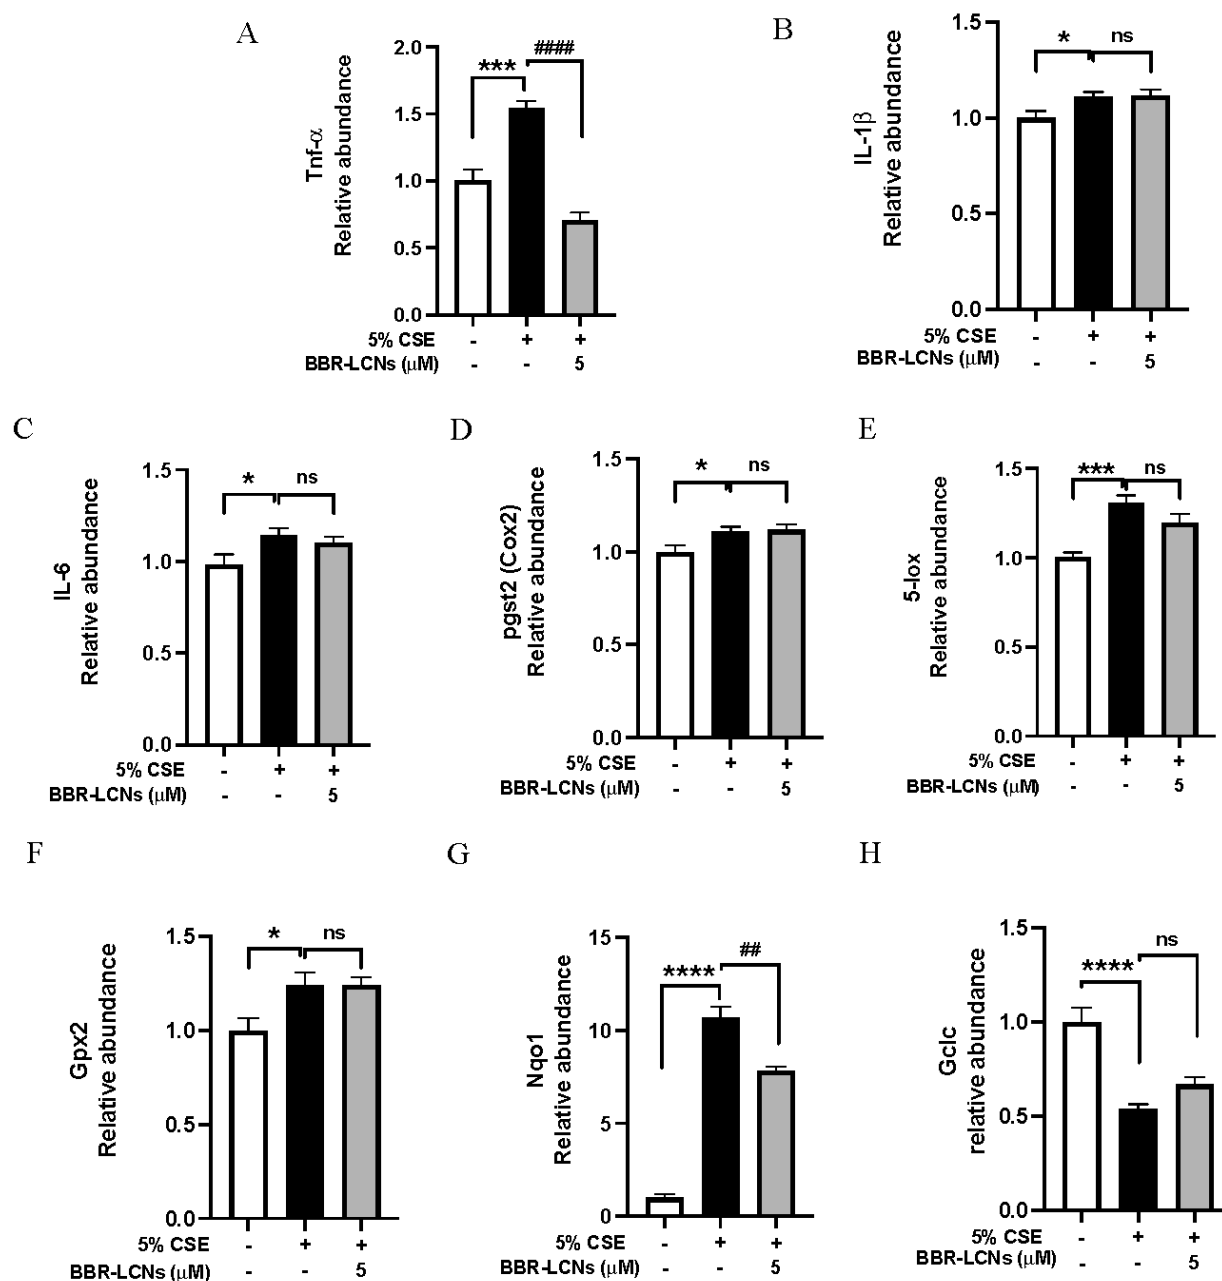 A
Tnf-α
Relative abundance
2.0
1.5
1.0
0.5
0.0
***
####
5% CSE - + +
BBR-LCNs (μM) - - 5
B
IL-1β
Relative abundance
1.5
1.0
0.5
0.0
*
ns
5% CSE - + +
BBR-LCNs (μM) - - 5
C
IL-6
Relative abundance
1.5
1.0
0.5
0.0
*
ns
5% CSE - + +
BBR-LCNs (μM) - - 5
D
pgst2 (Cox2)
Relative abundance
1.5
1.0
0.5
0.0
*
ns
5% CSE - + +
BBR-LCNs (μM) - - 5
E
5-lox
Relative abundance
1.5
1.0
0.5
0.0
***
ns
5% CSE - + +
BBR-LCNs (μM) - - 5
F
Gpx2
Relative abundance
1.5
1.0
0.5
0.0
*
ns
5% CSE - + +
BBR-LCNs (μM) - - 5
G
Nqo1
Relative abundance
15
10
5
0
****
##
5% CSE - + +
BBR-LCNs (μM) - - 5
H
Gclc
relative abundance
1.5
1.0
0.5
0.0
****
ns
5% CSE - + +
BBR-LCNs (μM) - - 5